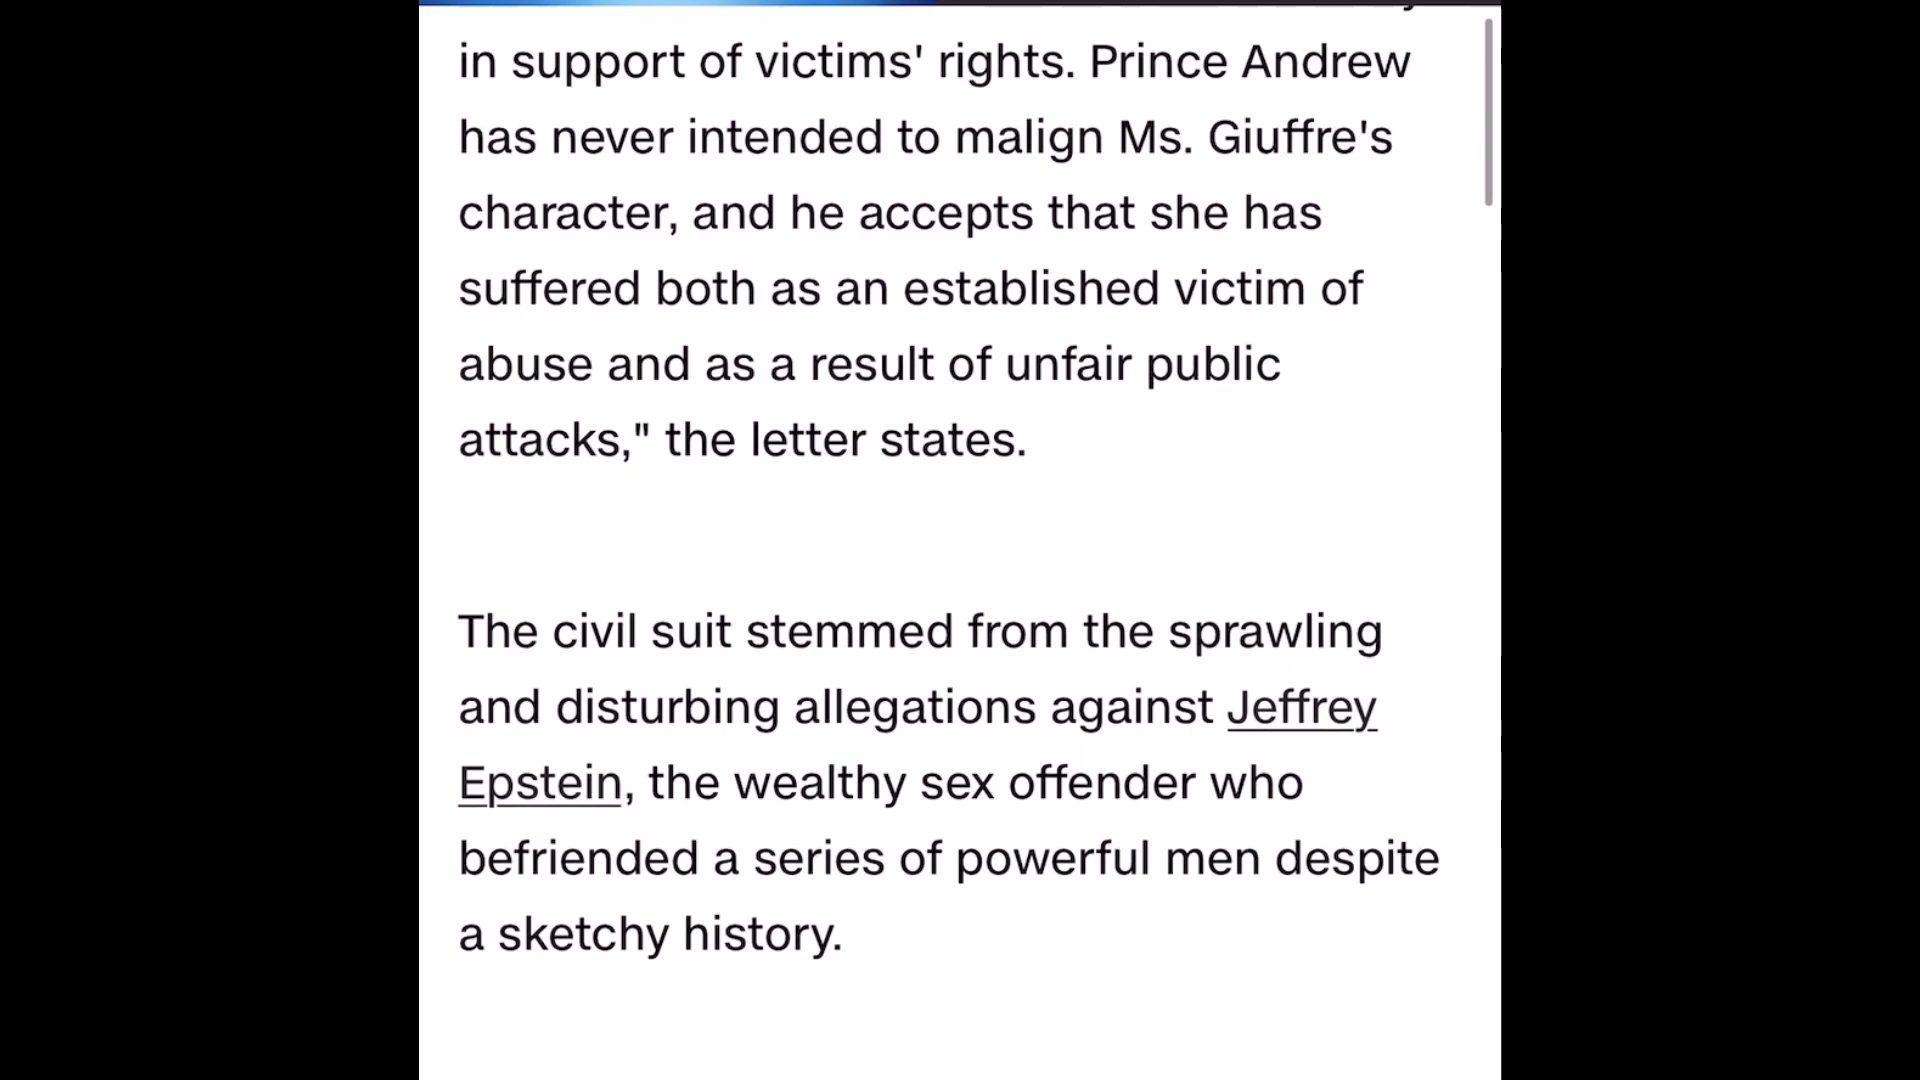 in support of victims' rights. Prince Andrew
has never intended to malign Ms. Giuffre's
character, and he accepts that she has
suffered both as an established victim of
abuse and as a result of unfair public
attacks," the letter states.
The civil suit stemmed from the sprawling
and disturbing allegations against Jeffrey
Epstein, the wealthy sex offender who
befriended a series of powerful men despite
a sketchy history.